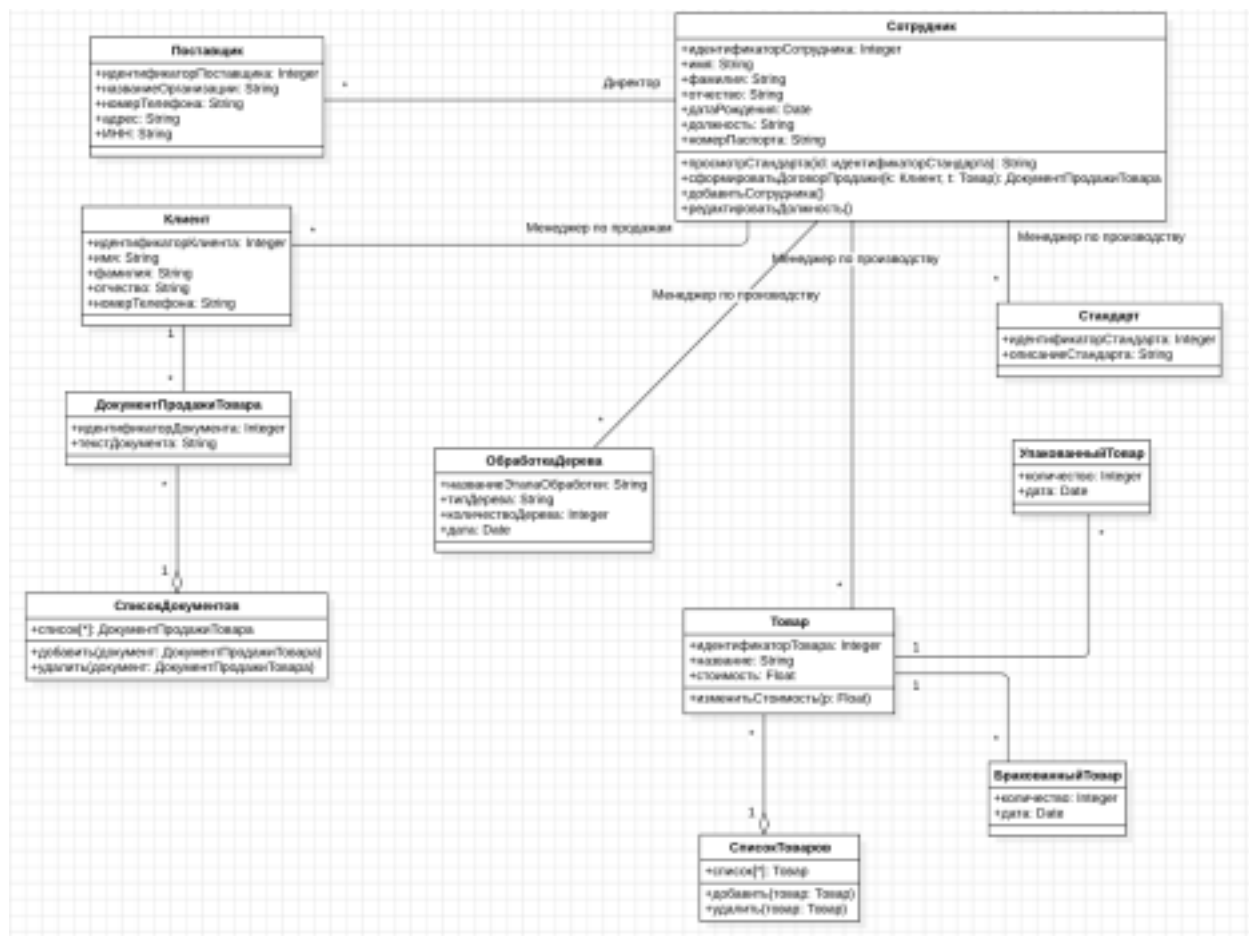 Поставщик
+идентификаторПоставщика: Integer
+названиеОрганизации: String
+номерТелефона: String
+адрес: String
+ИНН: String
*
Директор
Сотрудник
+идентификаторСотрудника: Integer
+имя: String
+фамилия: String
+отчество: String
+датаРождения: Date
+должность: String
+номерПаспорта: String
+просмотрСтандарта(id: идентификаторСтандарта): String
+сформироватьДоговорПродажи(k: Клиент, t: Товар): ДокументПродажиТовара
+добавитьСотрудника()
+редактироватьДолжность()
Клиент
+идентификаторКлиента: Integer
+имя: String
+фамилия: String
+отчество: String
+номерТелефона: String
*
Менеджер по продажам
Менеджер по производству
Менеджер по производству
Менеджер по производству
*
Стандарт
+идентификаторСтандарта: Integer
+описаниеСтандарта: String
1
*
ДокументПродажиТовара
+идентификаторДокумента: Integer
+текстДокумента: String
*
ОбработкаДерева
+названиеЭтапаОбработки: String
+типДерева: String
+количествоДерева: Integer
+дата: Date
УпакованныйТовар
+количество: Integer
+дата: Date
*
*
1
СписокДокументов
+список[*]: ДокументПродажиТовара
+добавить(документ: ДокументПродажиТовара)
+удалить(документ: ДокументПродажиТовара)
*
Товар
+идентификаторТовара: Integer
+название: String
+стоимость: Float
+изменитьСтоимость(p: Float)
1
1
*
БракованныйТовар
+количество: Integer
+дата: Date
*
1
СписокТоваров
+список[*]: Товар
+добавить(товар: Товар)
+удалить(товар: Товар)